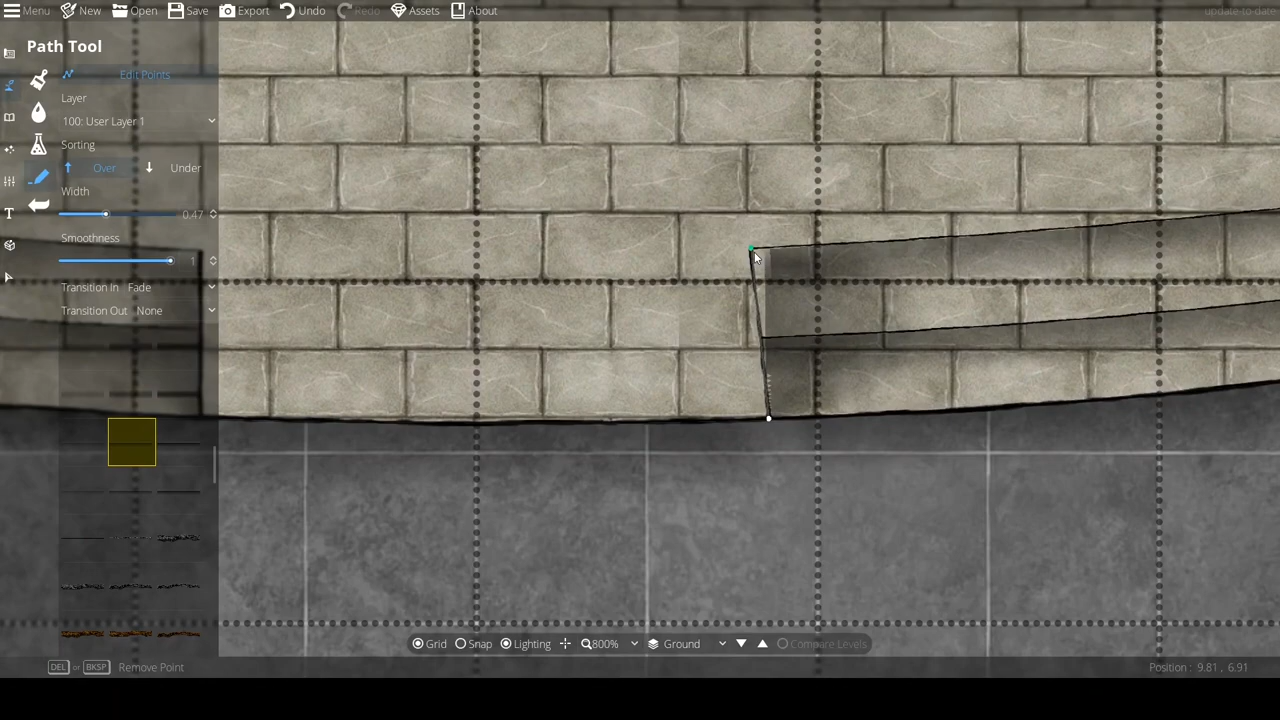 Menu New Open Save Export Undo Redo Assets About update-to-date
Path Tool
Edit Points
Layer
100: User Layer 1
Sorting
Over Under
Width
0.47
Smoothness
1
Transition In Fade
Transition Out None
T
Grid Snap Lighting 800% Ground Compare Levels
DEL or BKSP Remove Point Position : 9.81 , 6.91